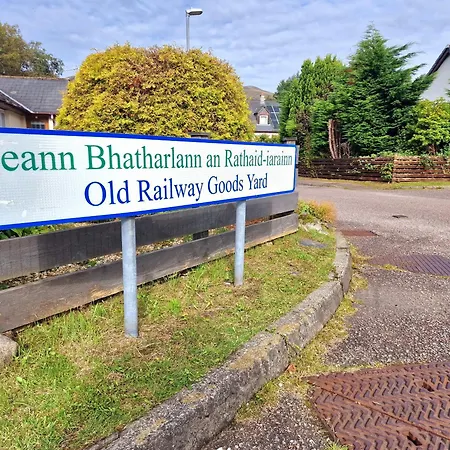 eann Bhatharlann an Rathaid-iarainn
Old Railway Goods Yard